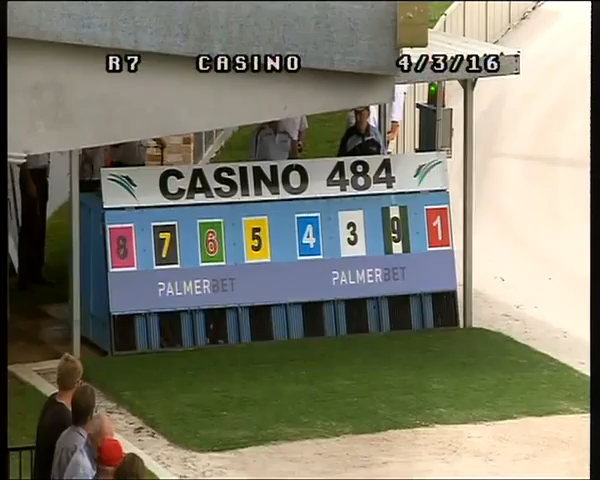 R7 CASINO 4/3/16
CASINO 484
8 7 6 5 4 3 9 1
PALMERBET PALMERBET